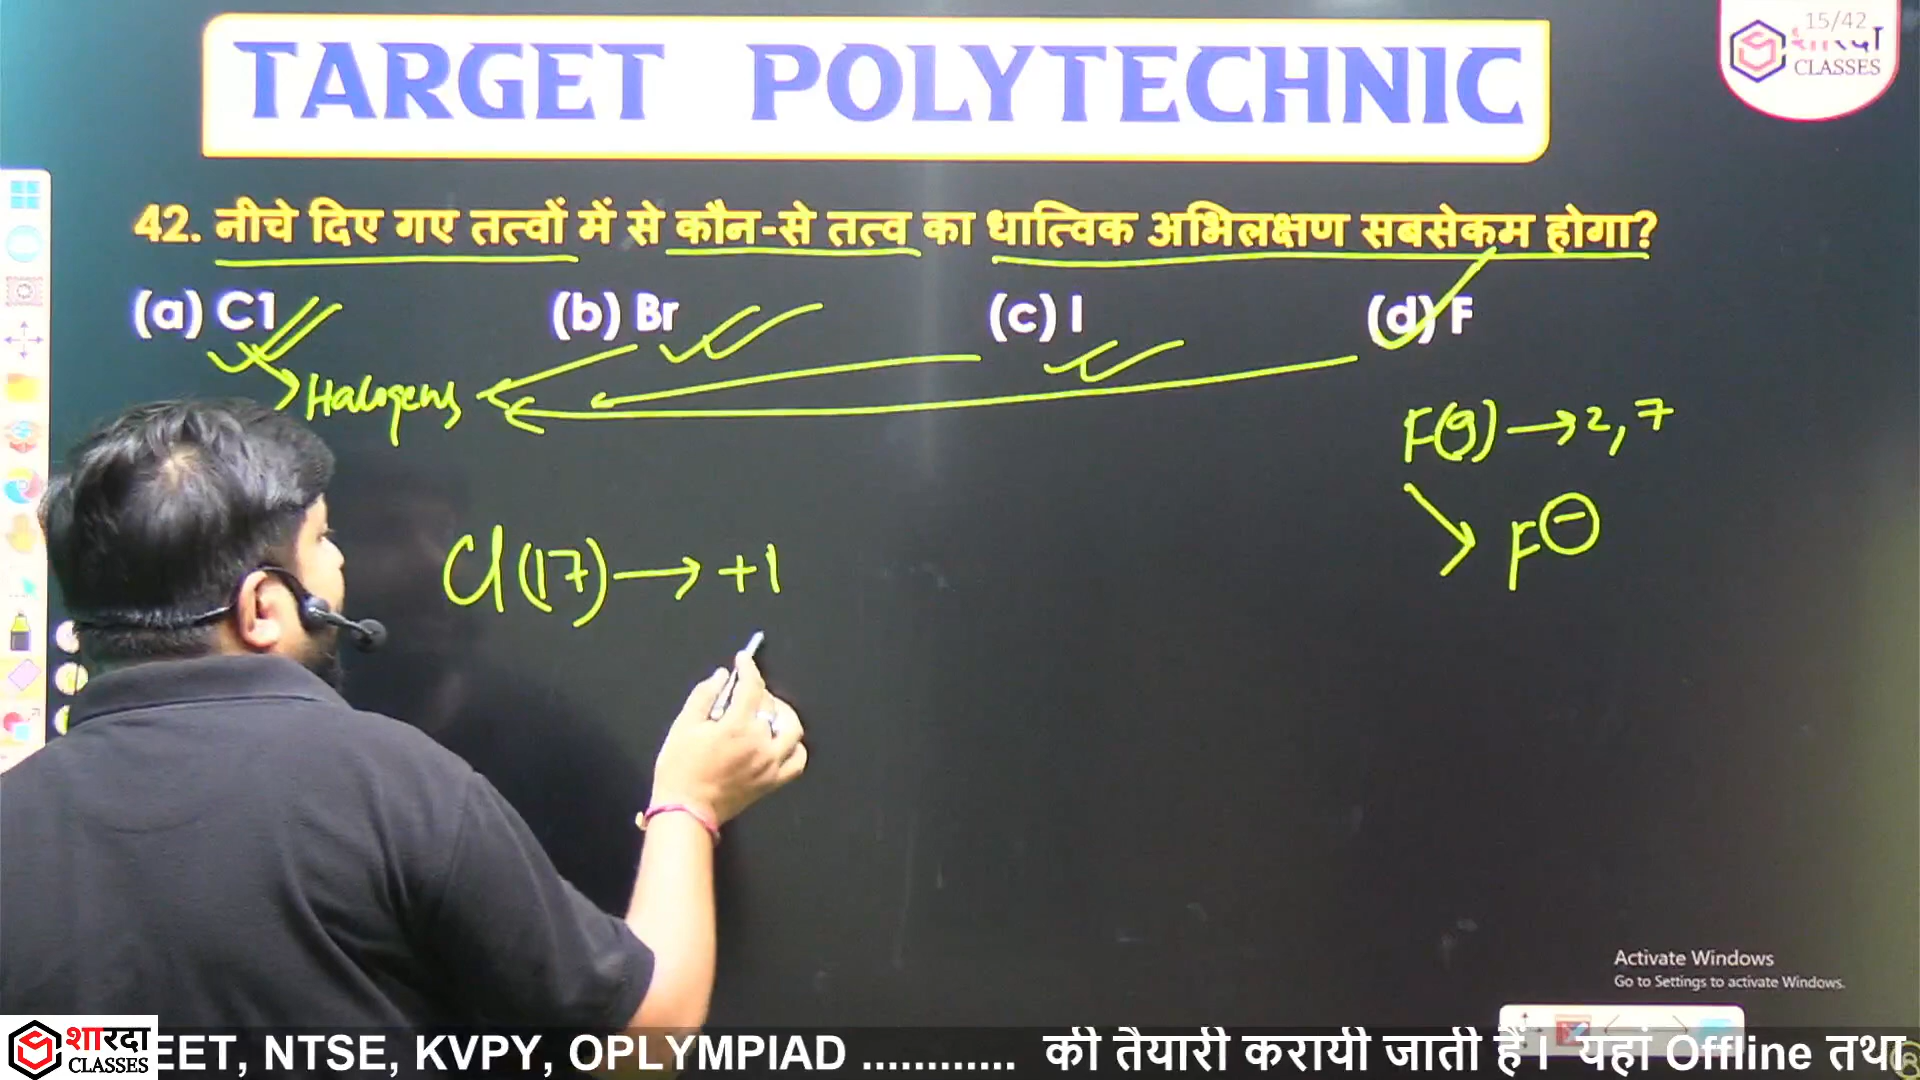 15/42
शारदा
CLASSES
TARGET POLYTECHNIC
42. नीचे दिए गए तत्वों में से कौन-से तत्व का धात्विक अभिलक्षण सबसेकम होगा?
(a) C1 (b) Br (c) I (d) F
Halogens
F(9) → 2, 7
F⊖
Cl(17) → +1
Activate Windows
Go to Settings to activate Windows.
शारदा
CLASSES
EET, NTSE, KVPY, OPLYMPIAD ............ की तैयारी करायी जाती हैं। यहां Offline तथा